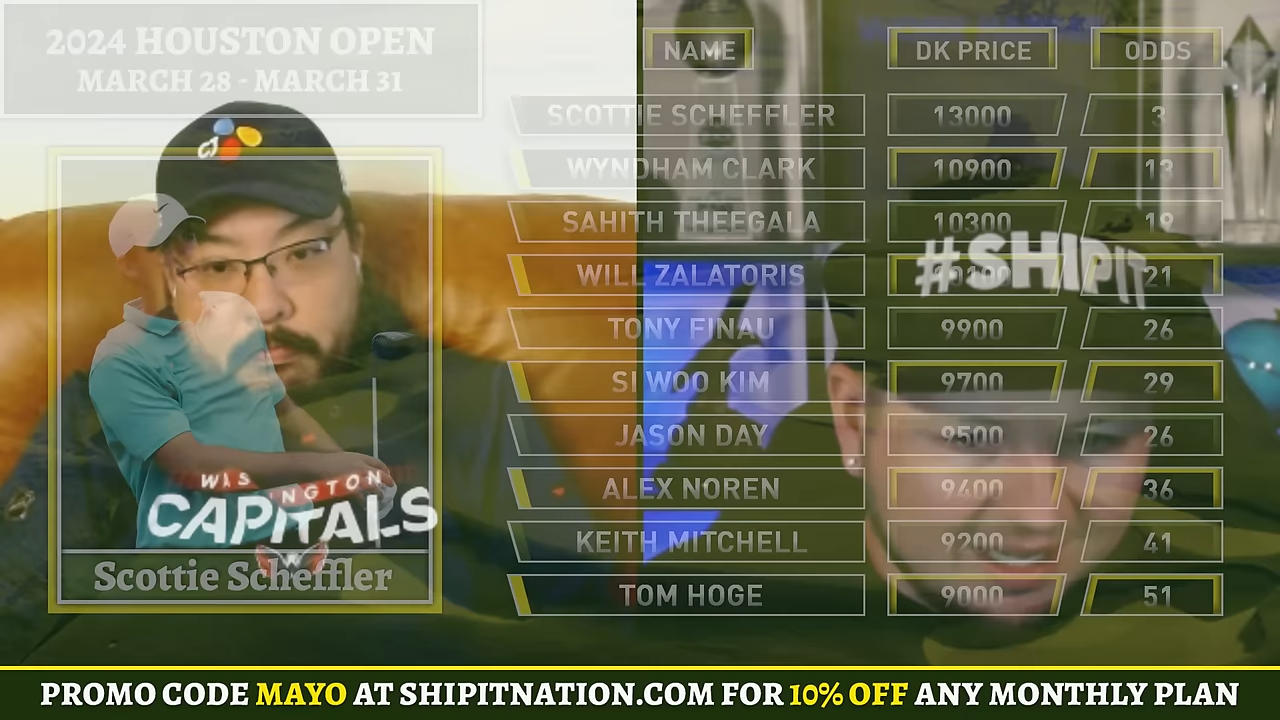 2024 HOUSTON OPEN
MARCH 28 - MARCH 31
NAME DK PRICE ODDS
SCOTTIE SCHEFFLER 13000 3
WYNDHAM CLARK 10900 13
SAHITH THEEGALA 10300 19
WILL ZALATORIS 21
TONY FINAU 9900 26
SI WOO KIM 9700 29
JASON DAY 9500 26
ALEX NOREN 9400 36
KEITH MITCHELL 9200 41
TOM HOGE 9000 51
#SHIPIT
CJ
WASHINGTON
CAPITALS
Scottie Scheffler
PROMO CODE MAYO AT SHIPITNATION.COM FOR 10% OFF ANY MONTHLY PLAN